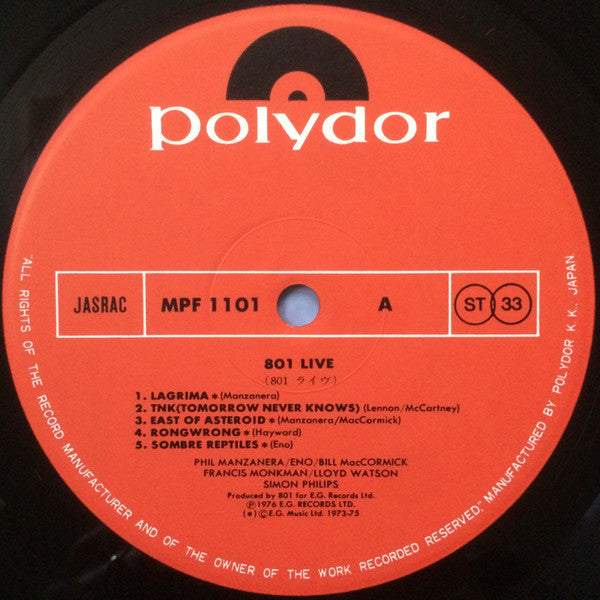 polydor
JASRAC MPF 1101 A ST 33
801 LIVE
(801 ライヴ)
1. LAGRIMA * (Manzanera)
2. TNK(TOMORROW NEVER KNOWS) (Lennon/McCartney)
3. EAST OF ASTEROID * (Manzanera/MacCormick)
4. RONGWRONG * (Hayward)
5. SOMBRE REPTILES * (Eno)
PHIL MANZANERA/ENO/BILL MacCORMICK
FRANCIS MONKMAN/LLOYD WATSON
SIMON PHILIPS
Produced by 801 for E.G. Records Ltd.
Ⓟ1976 E.G. RECORDS LTD.
(*) ©E.G. Music Ltd. 1973-75
"ALL RIGHTS OF THE RECORD MANUFACTURER AND OF THE OWNER OF THE WORK RECORDED RESERVED" MANUFACTURED BY POLYDOR K.K., JAPAN.